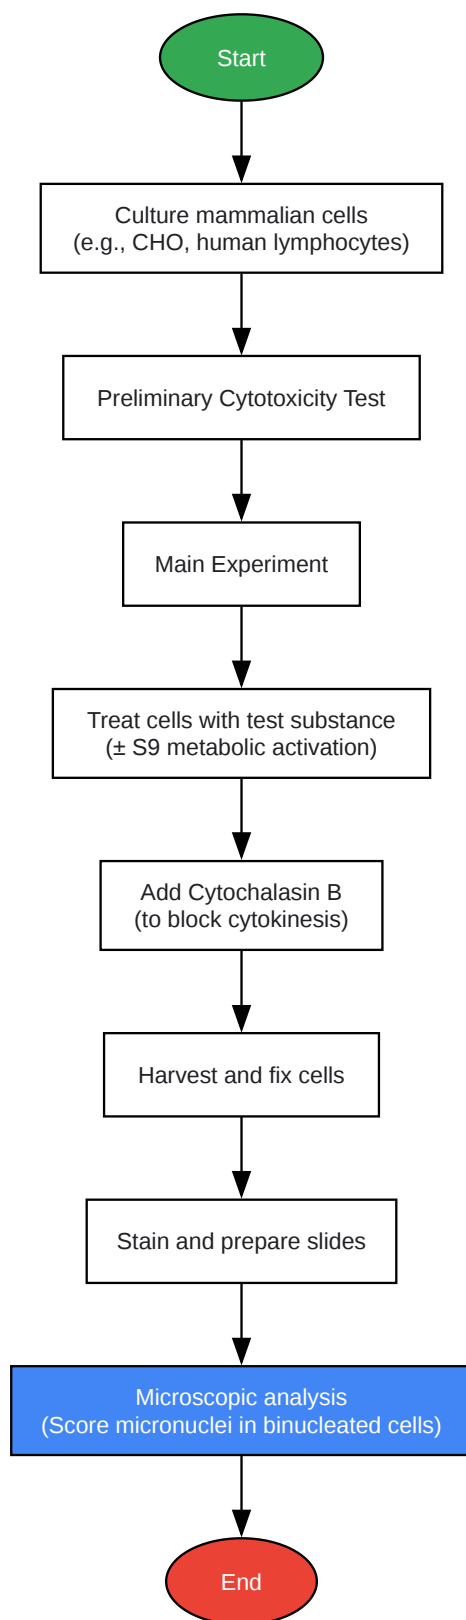 Start
Culture mammalian cells
(e.g., CHO, human lymphocytes)
Preliminary Cytotoxicity Test
Main Experiment
Treat cells with test substance
(± S9 metabolic activation)
Add Cytochalasin B
(to block cytokinesis)
Harvest and fix cells
Stain and prepare slides
Microscopic analysis
(Score micronuclei in binucleated cells)
End